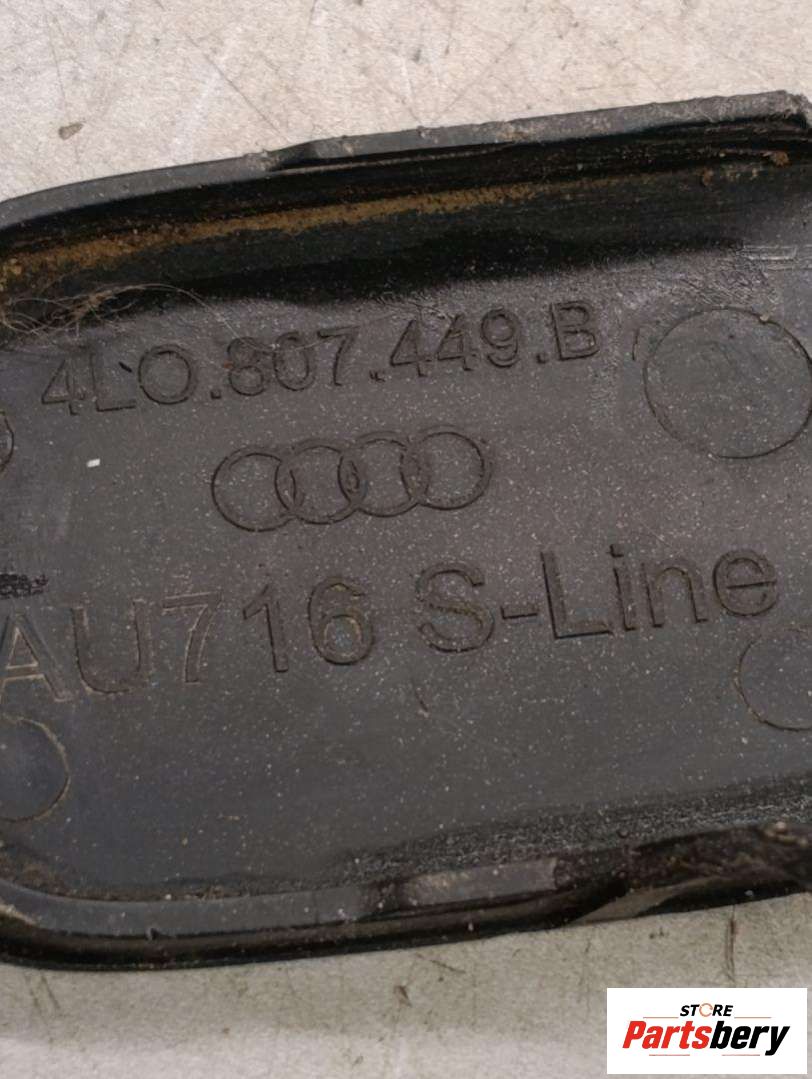 4L0.807.449.B
AU716 S-Line
STORE
Partsbery